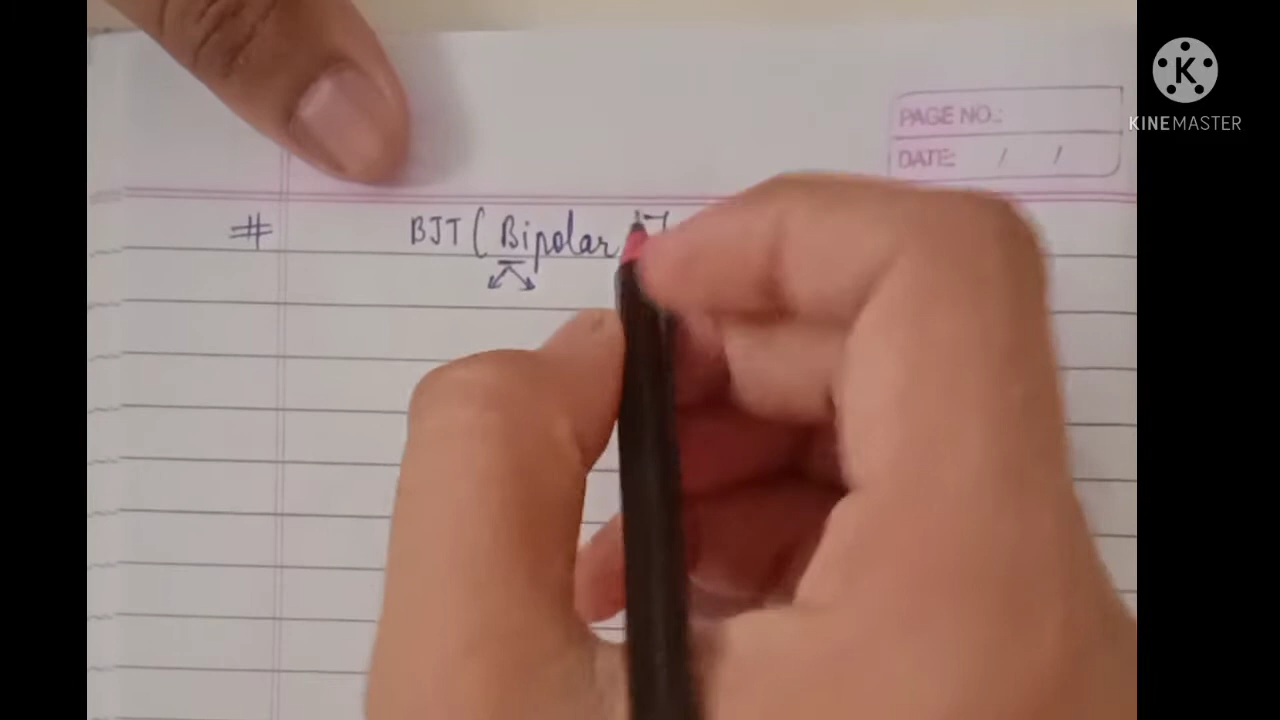 PAGE NO.:
DATE: / /
K
KINEMASTER
# BJT ( Bipolar